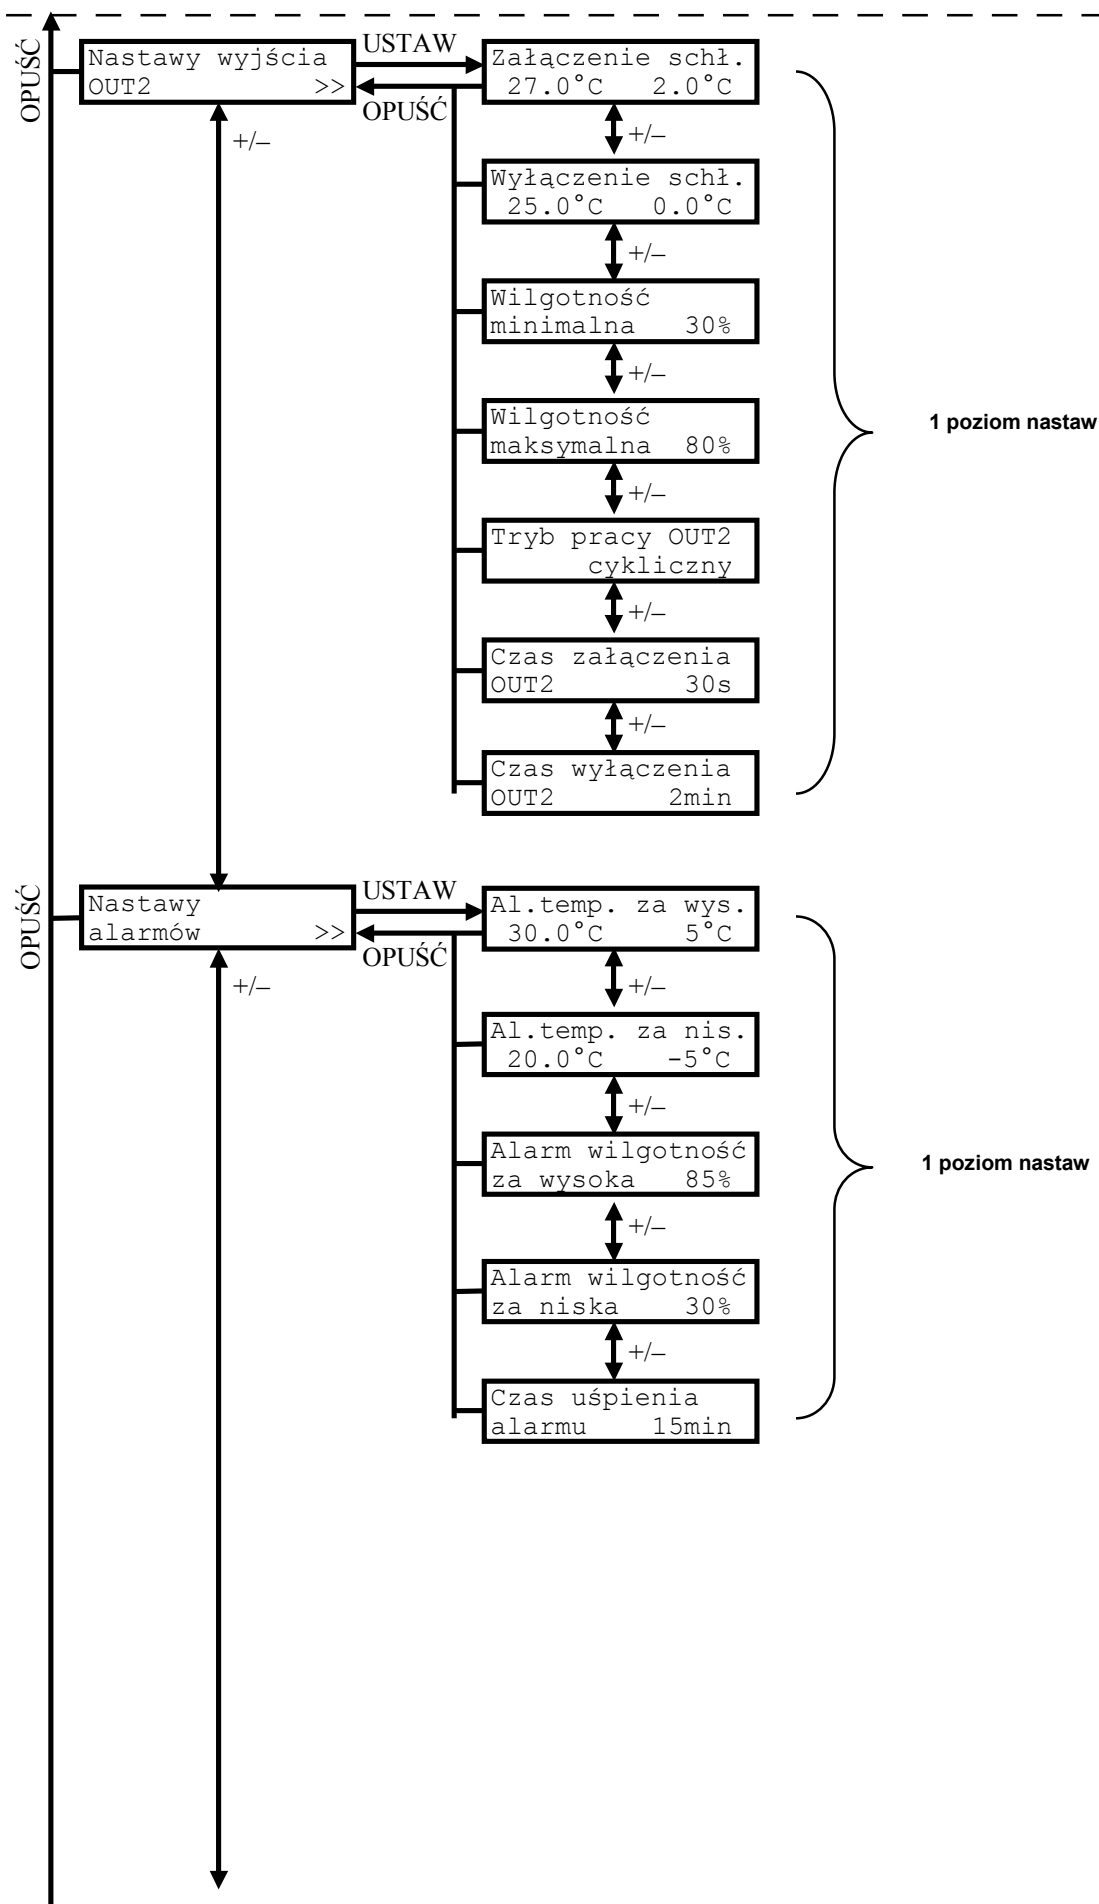 OPUŚĆ
Nastawy wyjścia
OUT2 >>
USTAW
OPUŚĆ
+/–
Załączenie schł.
27.0°C 2.0°C
+/–
Wyłączenie schł.
25.0°C 0.0°C
+/–
Wilgotność
minimalna 30%
+/–
Wilgotność
maksymalna 80%
+/–
Tryb pracy OUT2
cykliczny
+/–
Czas załączenia
OUT2 30s
+/–
Czas wyłączenia
OUT2 2min
1 poziom nastaw
OPUŚĆ
Nastawy
alarmów >>
USTAW
OPUŚĆ
+/–
Al.temp. za wys.
30.0°C 5°C
+/–
Al.temp. za nis.
20.0°C -5°C
+/–
Alarm wilgotność
za wysoka 85%
+/–
Alarm wilgotność
za niska 30%
+/–
Czas uśpienia
alarmu 15min
1 poziom nastaw